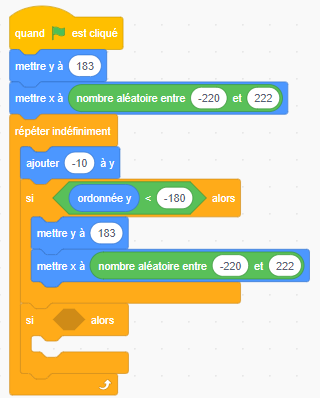 quand est cliqué
mettre y à 183
mettre x à nombre aléatoire entre -220 et 222
répéter indéfiniment
ajouter -10 à y
si ordonnée y < -180 alors
mettre y à 183
mettre x à nombre aléatoire entre -220 et 222
si alors